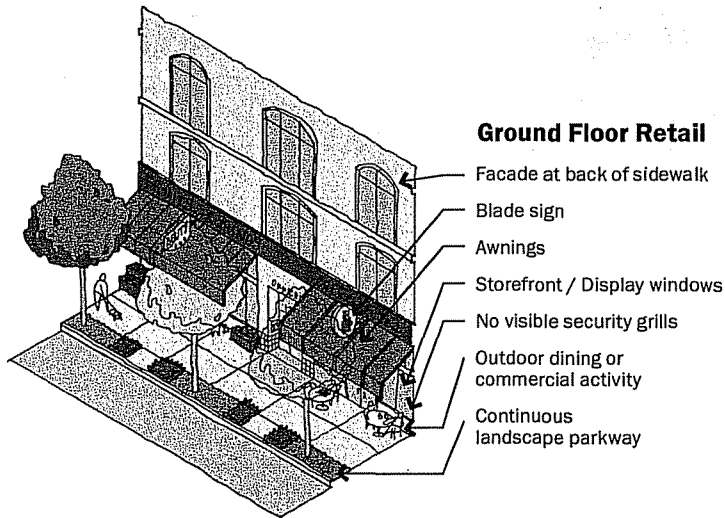 Ground Floor Retail
Facade at back of sidewalk
Blade sign
Awnings
Storefront / Display windows
No visible security grills
Outdoor dining or
commercial activity
Continuous
landscape parkway